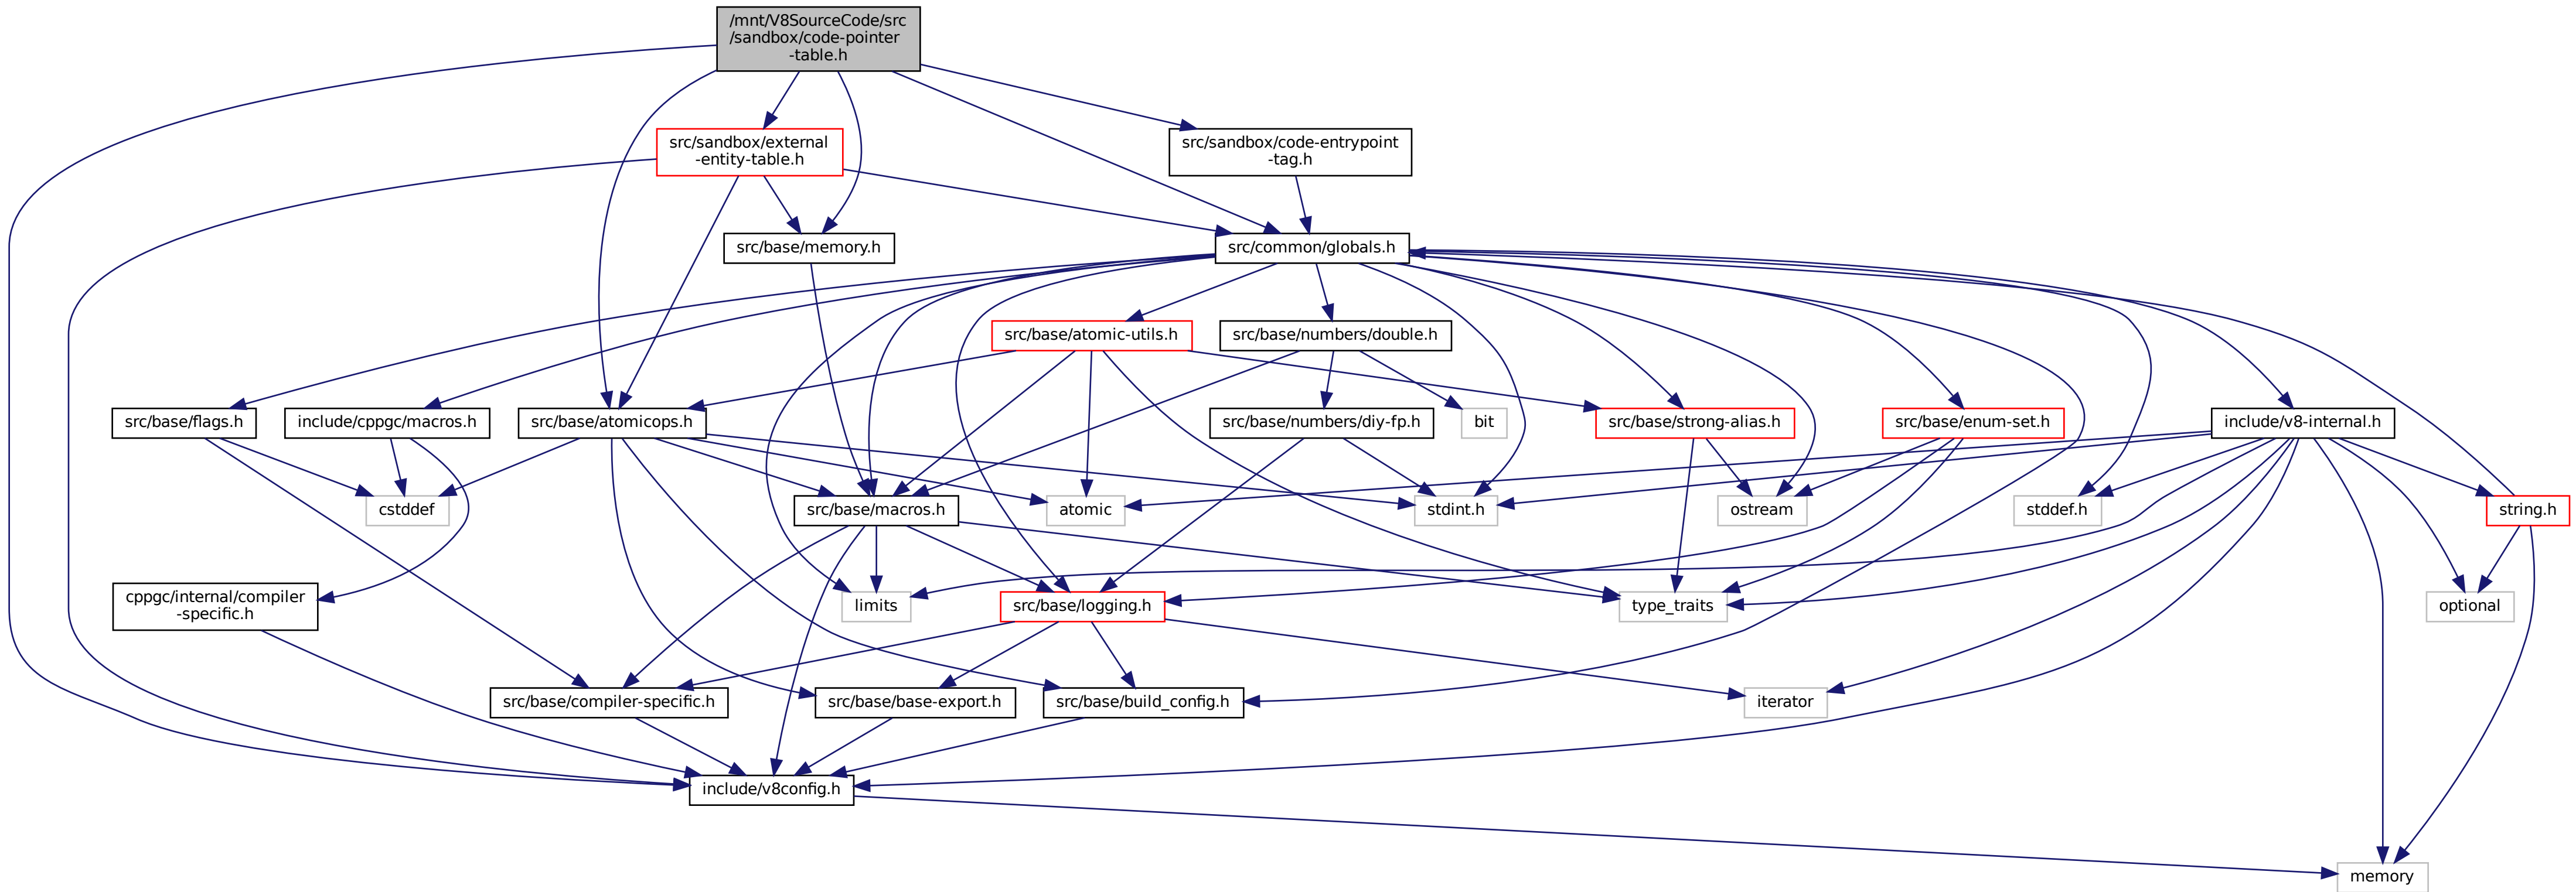 /mnt/V8SourceCode/src
/sandbox/code-pointer
-table.h
src/sandbox/external
-entity-table.h
src/sandbox/code-entrypoint
-tag.h
src/base/memory.h
src/common/globals.h
src/base/atomic-utils.h
src/base/numbers/double.h
src/base/flags.h
include/cppgc/macros.h
src/base/atomicops.h
src/base/numbers/diy-fp.h
bit
src/base/strong-alias.h
src/base/enum-set.h
include/v8-internal.h
cstddef
src/base/macros.h
atomic
stdint.h
ostream
stddef.h
string.h
cppgc/internal/compiler
-specific.h
limits
src/base/logging.h
type_traits
optional
src/base/compiler-specific.h
src/base/base-export.h
src/base/build_config.h
iterator
include/v8config.h
memory